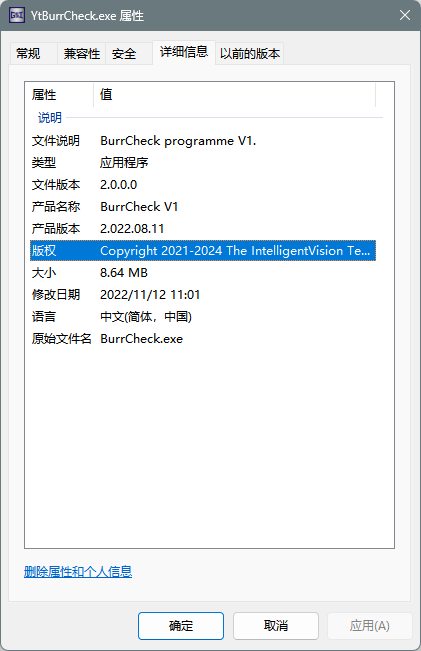 YtBurrCheck.exe 属性
常规 兼容性 安全 详细信息 以前的版本
属性 值
说明
文件说明 BurrCheck programme V1.
类型 应用程序
文件版本 2.0.0.0
产品名称 BurrCheck V1
产品版本 2.022.08.11
版权 Copyright 2021-2024 The IntelligentVision Te...
大小 8.64 MB
修改日期 2022/11/12 11:01
语言 中文(简体，中国)
原始文件名 BurrCheck.exe
删除属性和个人信息
确定 取消 应用(A)